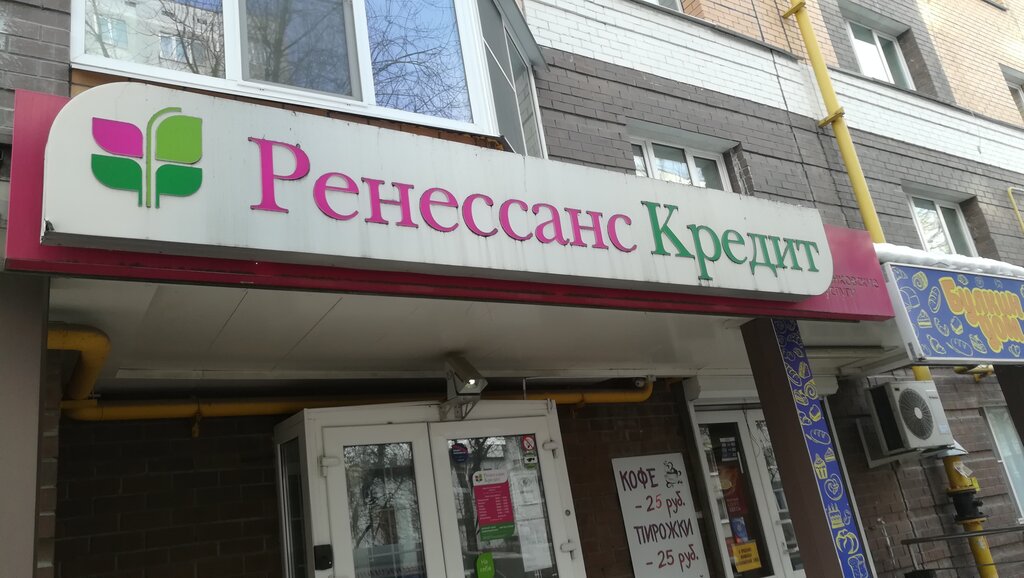 Ренессанс Кредит
КОФЕ
- 25 руб.
ПИРОЖКИ
- 25 руб.